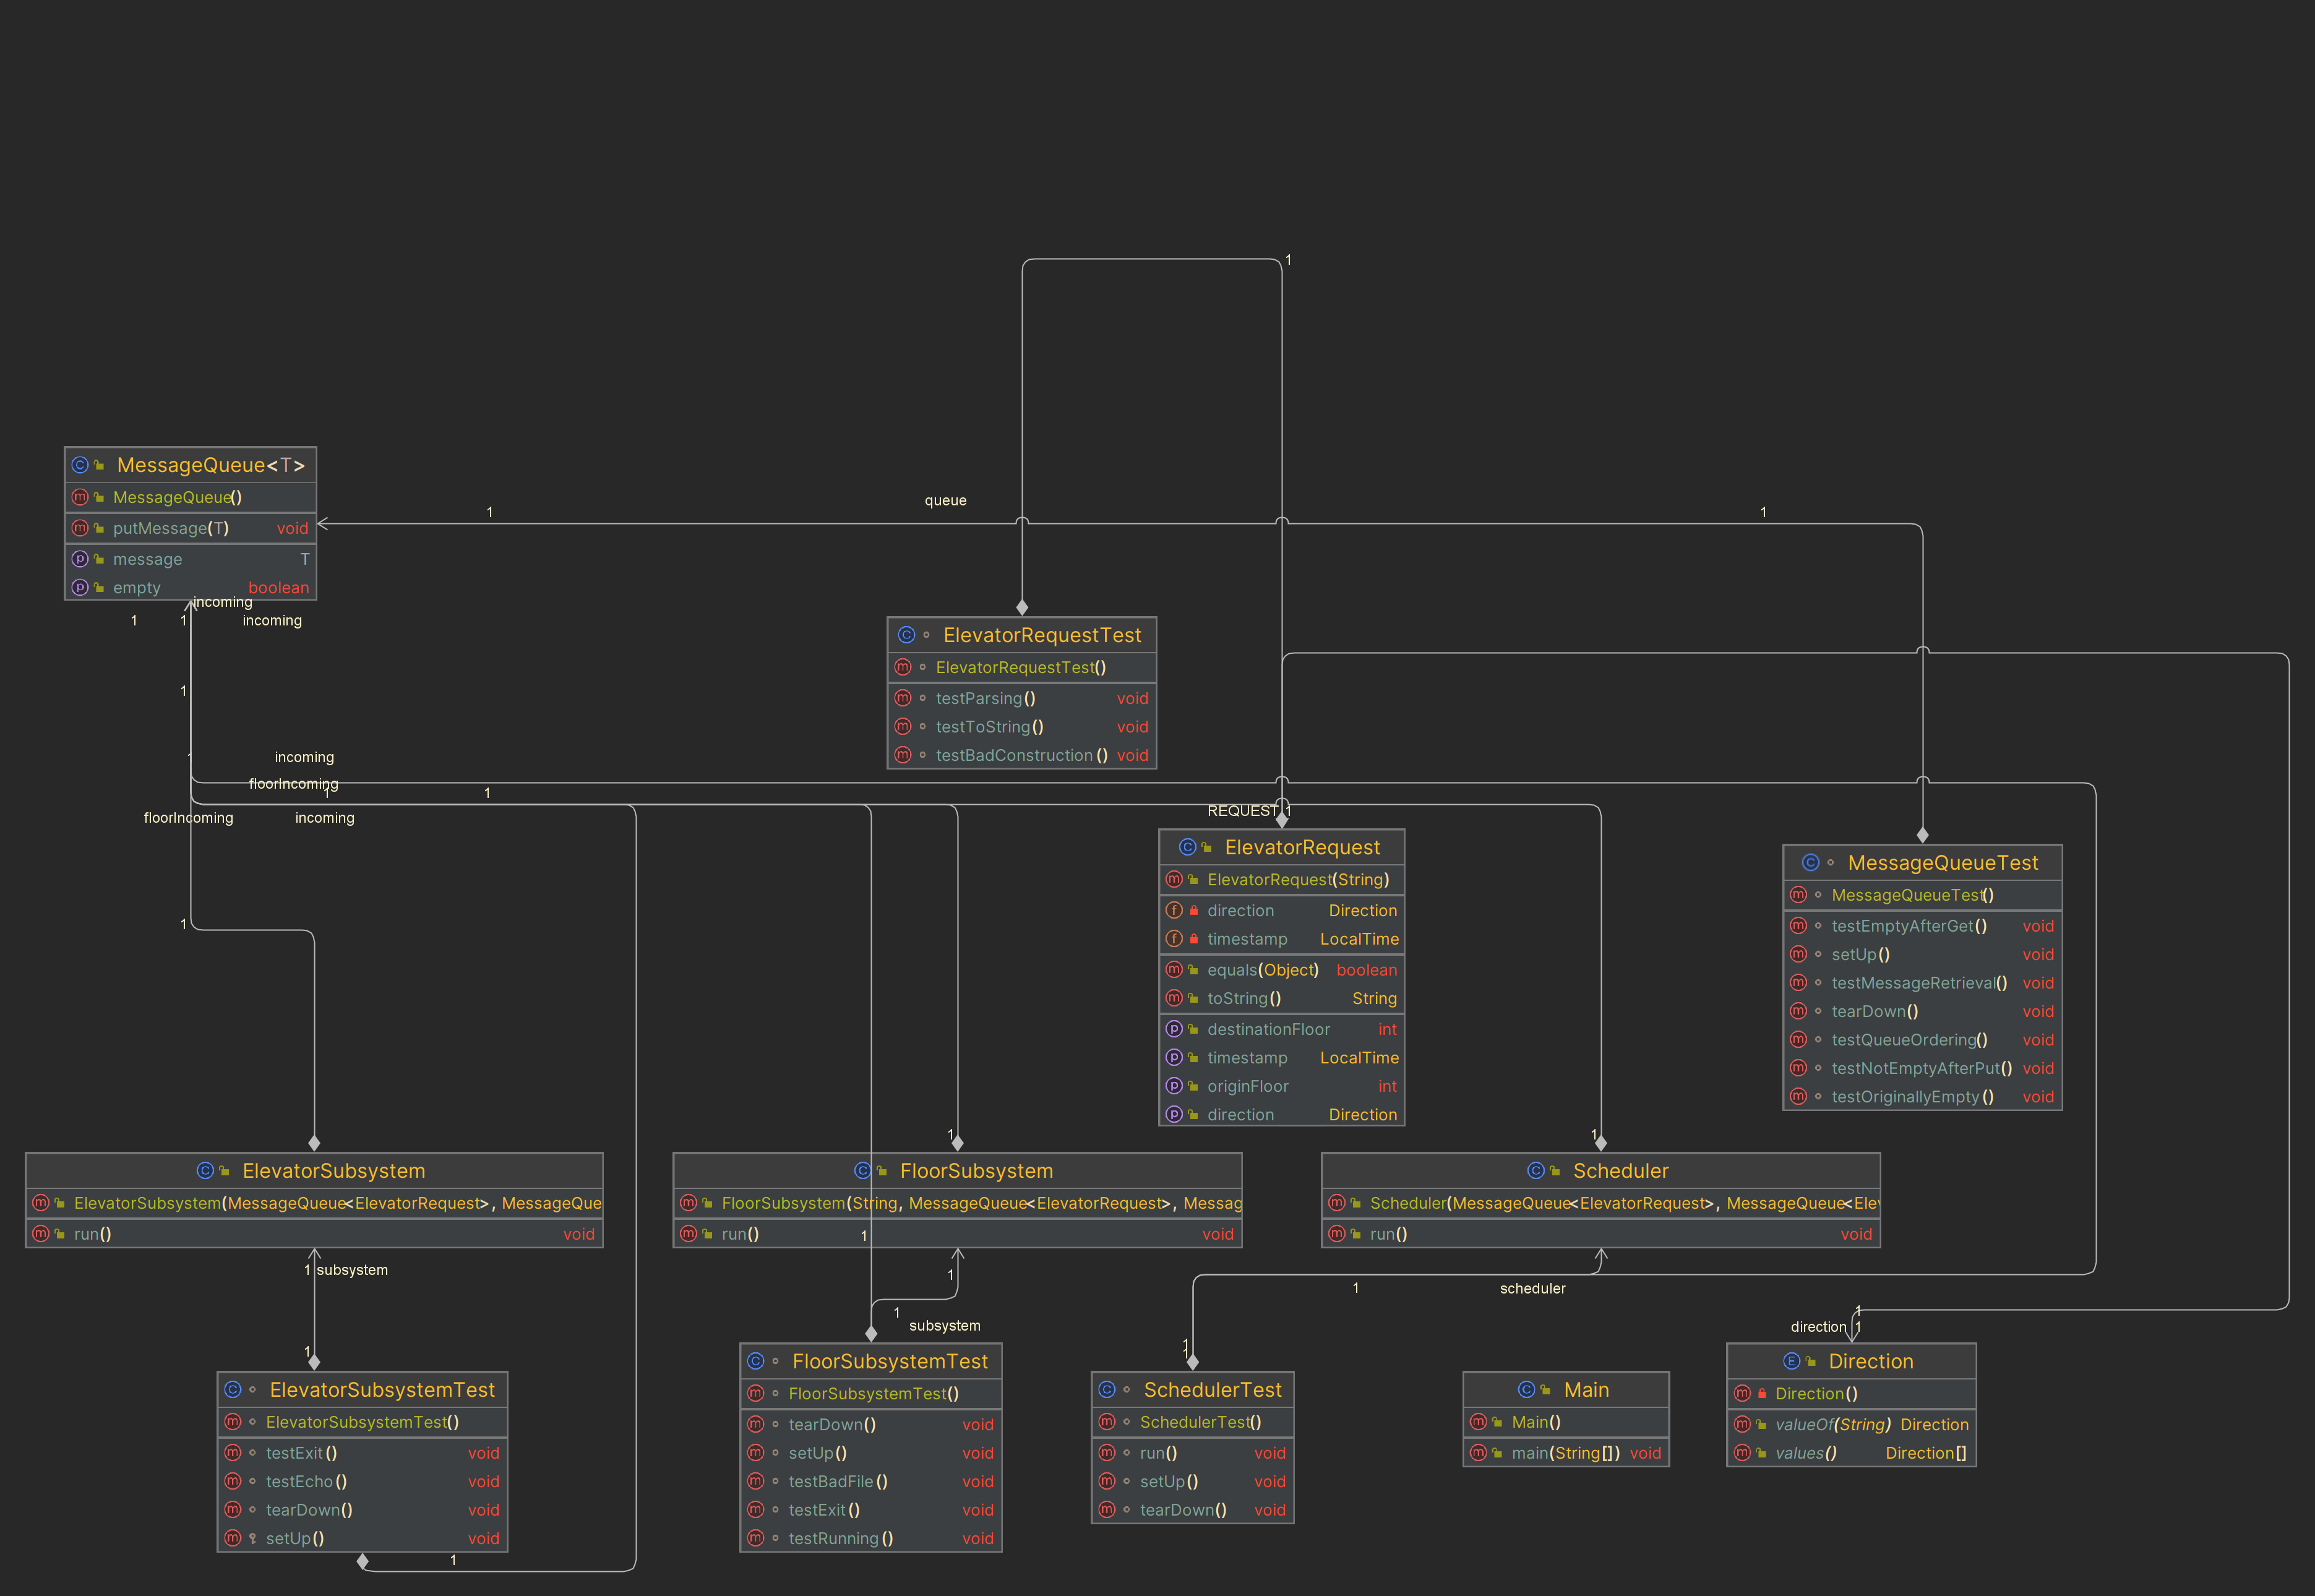 1
MessageQueue<T>
MessageQueue()
putMessage(T) void
message T
empty boolean
1
queue
1
incoming
1
1
incoming
1
incoming
floorIncoming
1
1
floorIncoming
incoming
1
ElevatorRequestTest
ElevatorRequestTest()
testParsing() void
testToString() void
testBadConstruction() void
REQUEST 1
ElevatorRequest
ElevatorRequest(String)
direction Direction
timestamp LocalTime
equals(Object) boolean
toString() String
destinationFloor int
timestamp LocalTime
originFloor int
direction Direction
MessageQueueTest
MessageQueueTest()
testEmptyAfterGet() void
setUp() void
testMessageRetrieval() void
tearDown() void
testQueueOrdering() void
testNotEmptyAfterPut() void
testOriginallyEmpty() void
ElevatorSubsystem
ElevatorSubsystem(MessageQueue<ElevatorRequest>, MessageQue
run() void
1
FloorSubsystem
FloorSubsystem(String, MessageQueue<ElevatorRequest>, Messag
run() void
1
1
Scheduler
Scheduler(MessageQueue<ElevatorRequest>, MessageQueue<Ele
run() void
1 subsystem
1
1
1
subsystem
1
scheduler
1
1
1
direction 1
ElevatorSubsystemTest
ElevatorSubsystemTest()
testExit() void
testEcho() void
tearDown() void
setUp() void
1
FloorSubsystemTest
FloorSubsystemTest()
tearDown() void
setUp() void
testBadFile() void
testExit() void
testRunning() void
SchedulerTest
SchedulerTest()
run() void
setUp() void
tearDown() void
Main
Main()
main(String[]) void
Direction
Direction()
valueOf(String) Direction
values() Direction[]